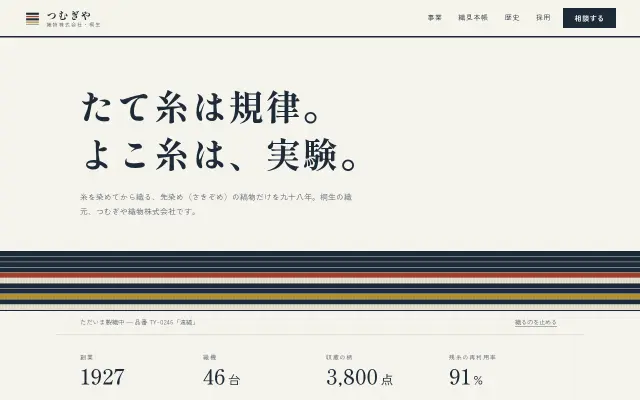 つむぎや
織物株式会社・桐生
事業
縞見本帳
歴史
採用
相談する
たて糸は規律。
よこ糸は、実験。
糸を染めてから織る、先染め（さきぞめ）の縞物だけを九十八年。桐生の織
元、つむぎや織物株式会社です。
ただいま製織中 — 品番 TY-0246「遠縞」
織るのを止める
創業
織機
収蔵の縞
残糸の再利用率
1927
46台
3,800点
91%